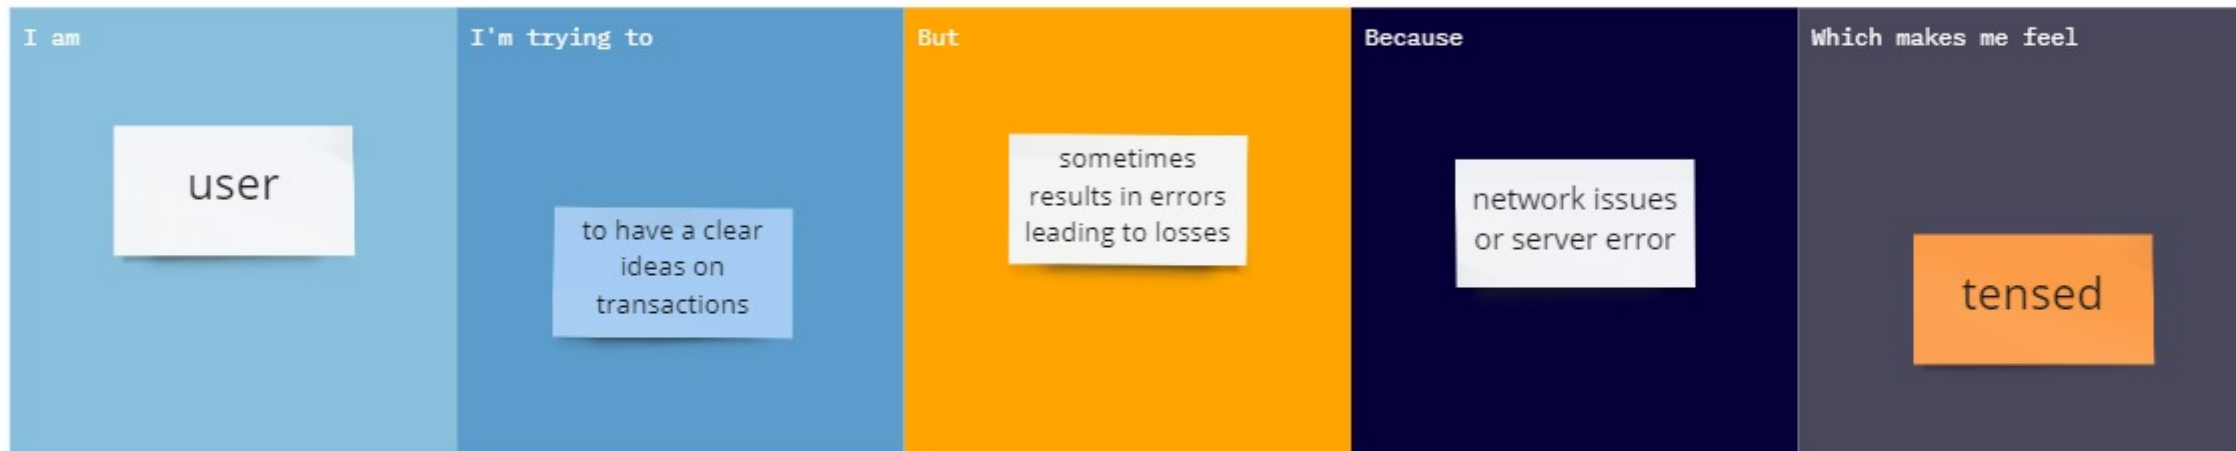 I am
user
I'm trying to
to have a clear
ideas on
transactions
But
sometimes
results in errors
leading to losses
Because
network issues
or server error
Which makes me feel
tensed